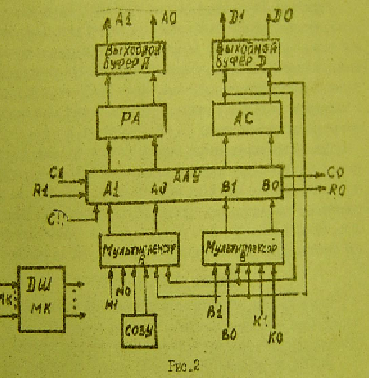 A1 A0 D1 D0
Выходной буфер A
Выходной буфер D
РА
АС
АЛУ
C1
R1
A1 A0 B1 B0
C0
R0
Мультиплексор
Мультиплексор
M1 M0
B1 B0 K1 K0
СОЗУ
ДШ
МК
МК
Рис.2